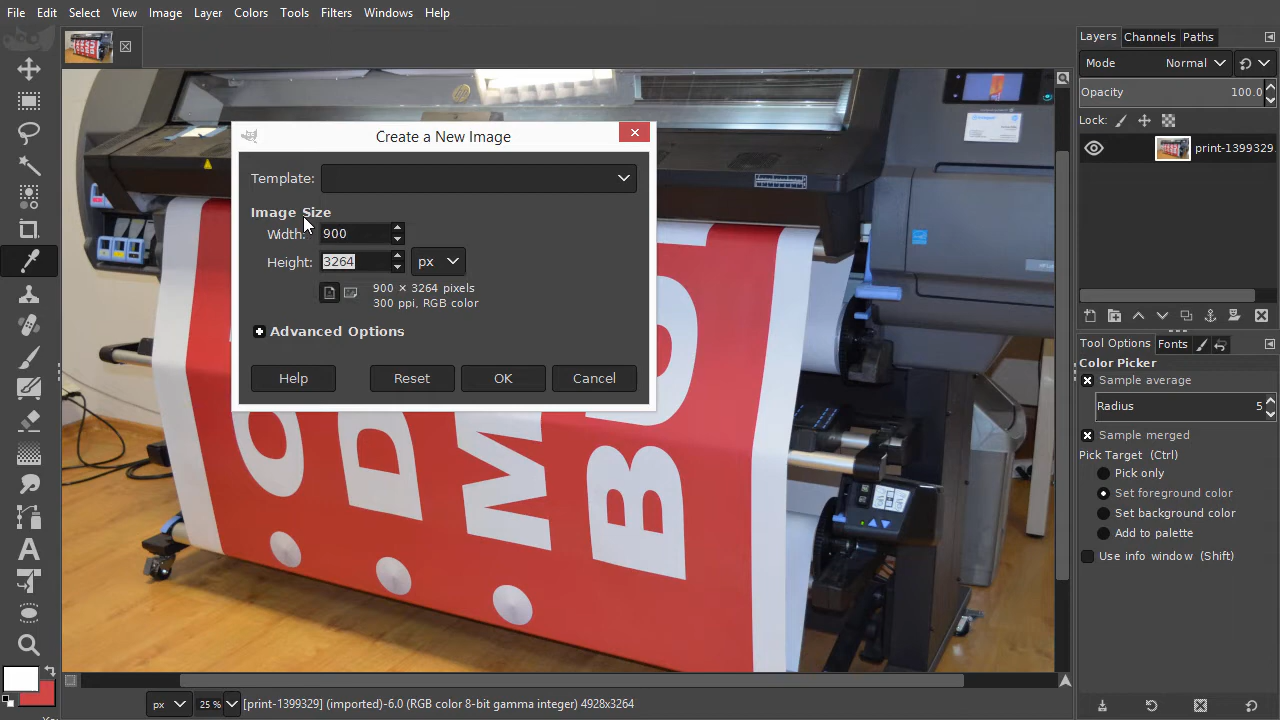 File Edit Select View Image Layer Colors Tools Filters Windows Help
Layers Channels Paths
Mode Normal
Opacity 100.0
Lock:
print-1399329.
Create a New Image
Template:
Image Size
Width: 900
Height: 3264 px
900 × 3264 pixels
300 ppi, RGB color
Advanced Options
Help Reset OK Cancel
Tool Options Fonts
Color Picker
Sample average
Radius 5
Sample merged
Pick Target (Ctrl)
Pick only
Set foreground color
Set background color
Add to palette
Use info window (Shift)
px 25 % [print-1399329] (imported)-6.0 (RGB color 8-bit gamma integer) 4928x3264